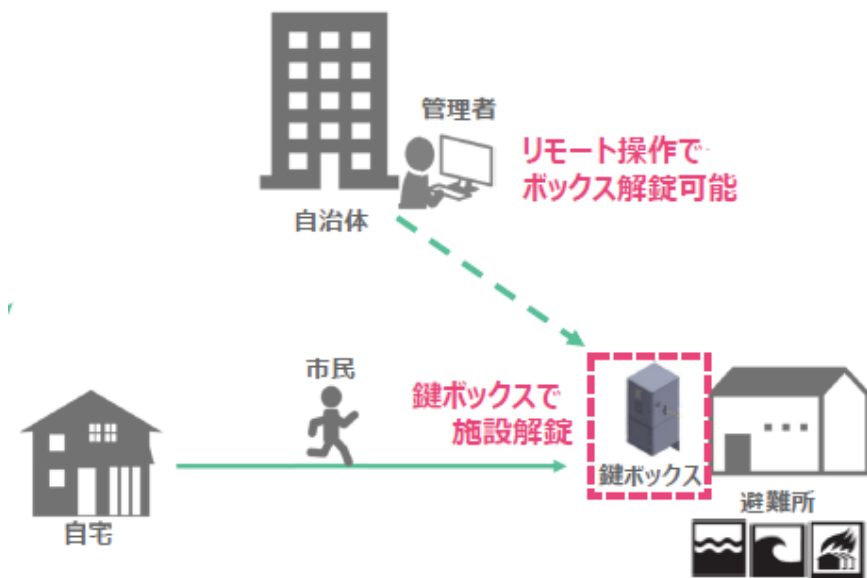 管理者
リモート操作で
ボックス解錠可能
自治体
市民
鍵ボックスで
施設解錠
鍵ボックス
避難所
自宅